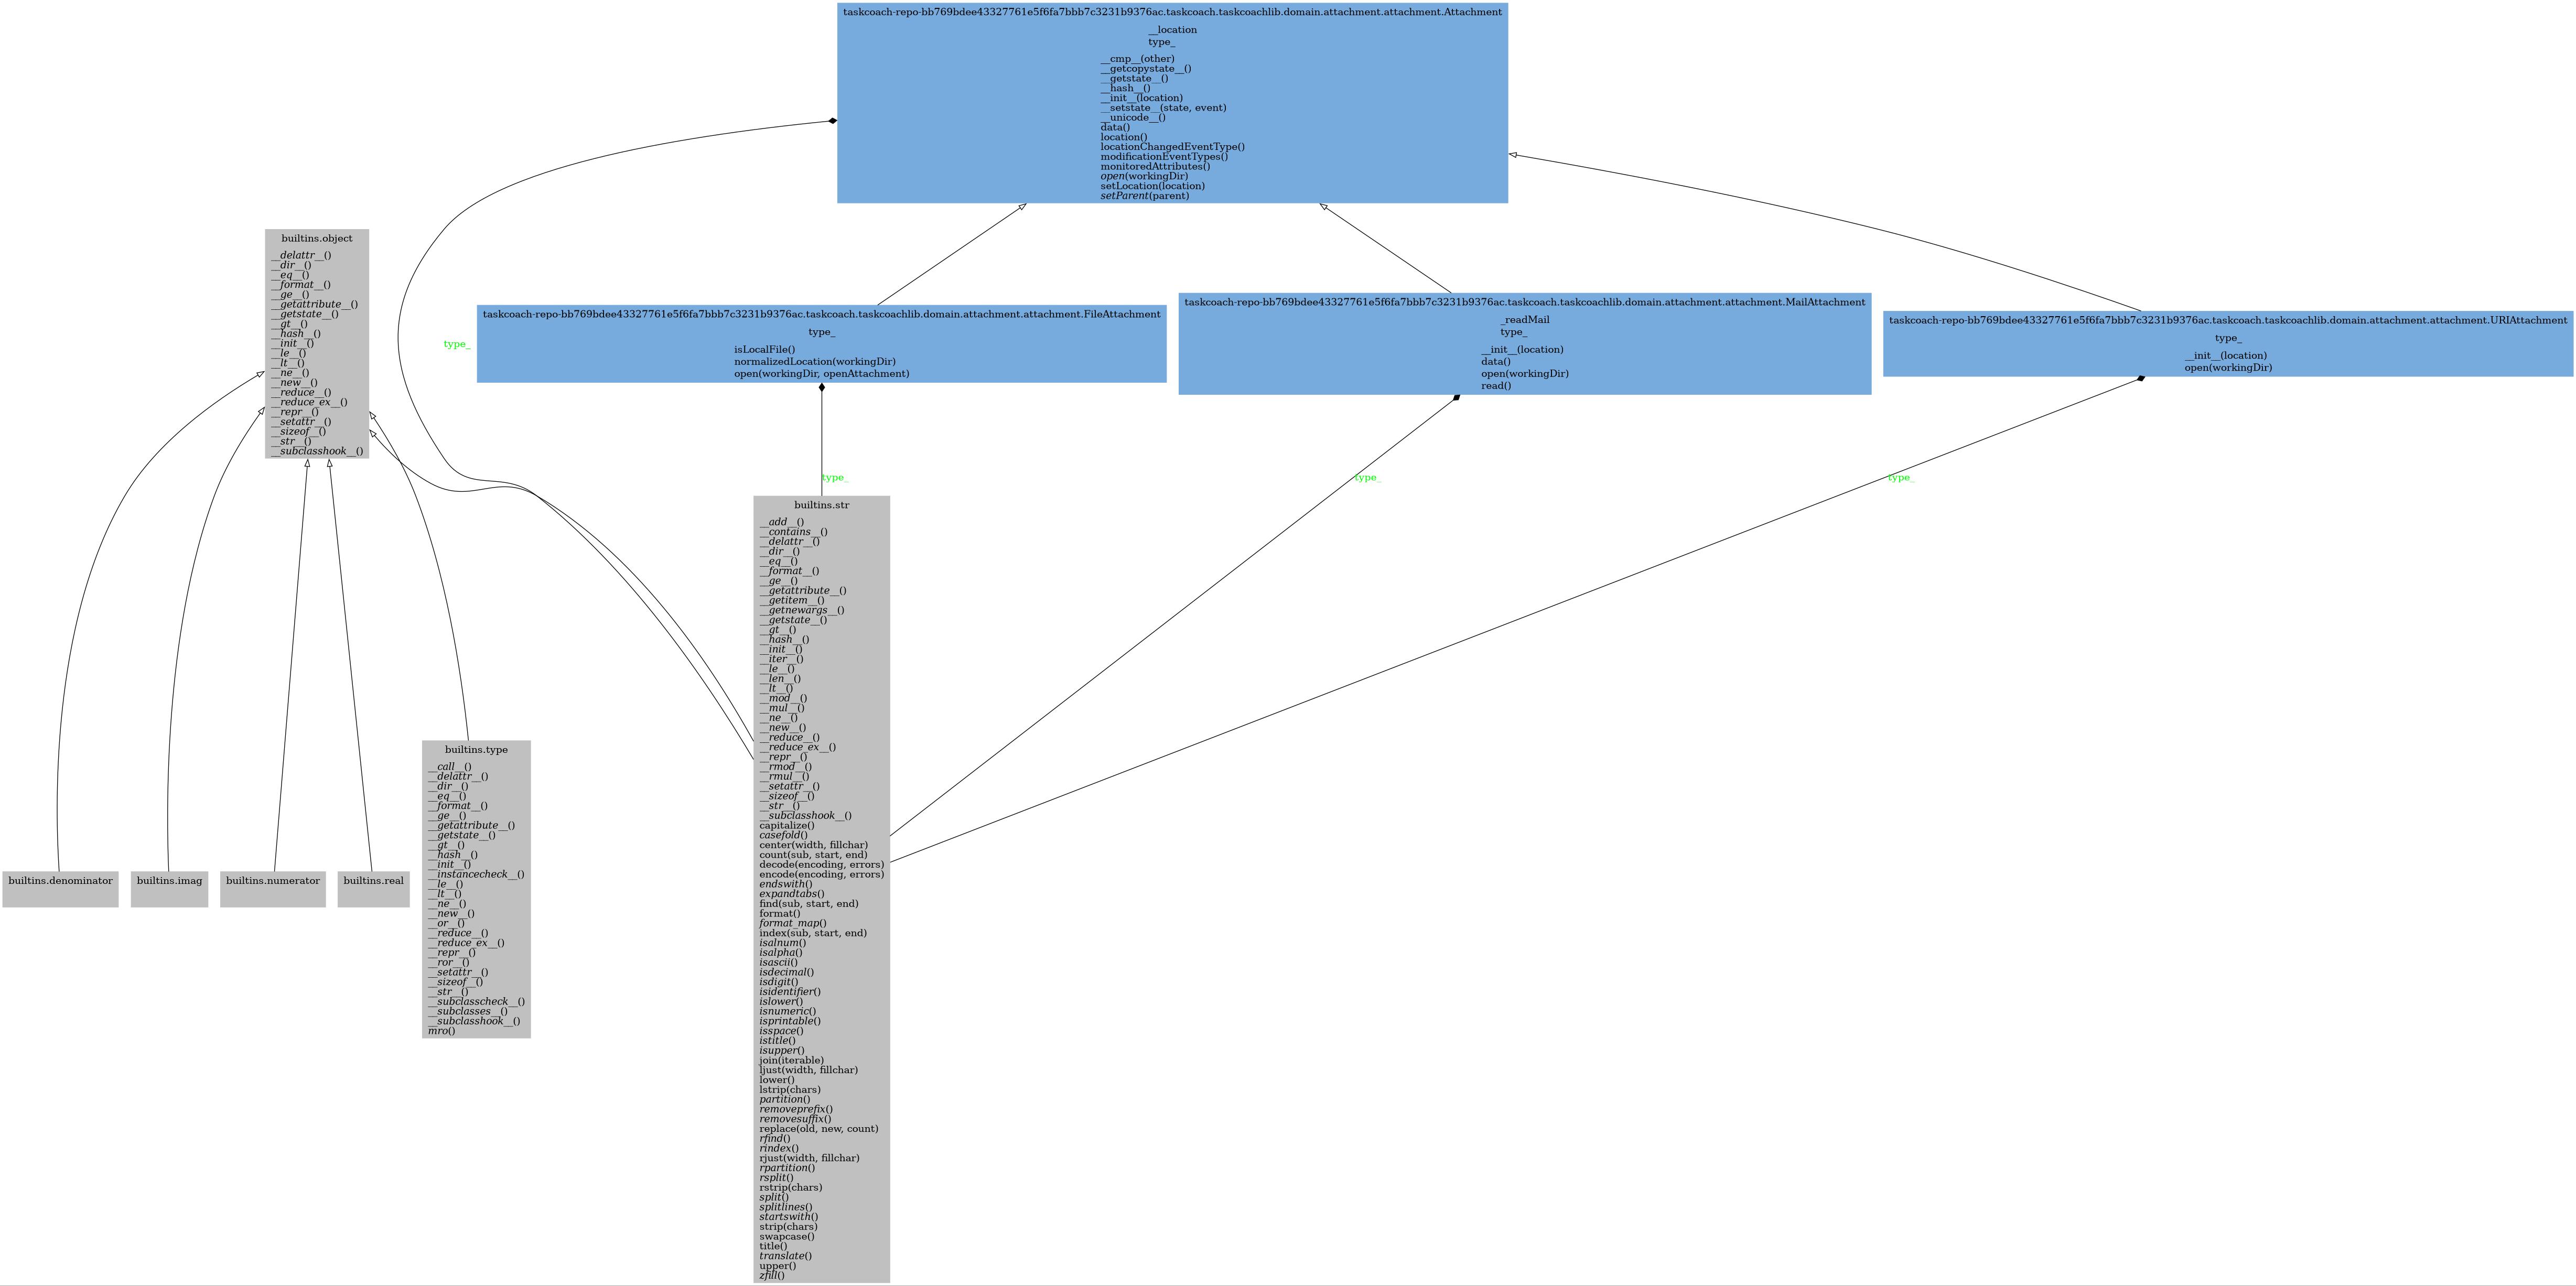 taskcoach-repo-bb769bdee43327761e5f6fa7bbb7c3231b9376ac.taskcoach.taskcoachlib.domain.attachment.attachment.Attachment
__location
type_
__cmp__(other)
__getcopystate__()
__getstate__()
__hash__()
__init__(location)
__setstate__(state, event)
__unicode__()
data()
location()
locationChangedEventType()
modificationEventTypes()
monitoredAttributes()
open(workingDir)
setLocation(location)
setParent(parent)
builtins.object
__delattr__()
__dir__()
__eq__()
__format__()
__ge__()
__getattribute__()
__getstate__()
__gt__()
__hash__()
__init__()
__le__()
__lt__()
__ne__()
__new__()
__reduce__()
__reduce_ex__()
__repr__()
__setattr__()
__sizeof__()
__str__()
__subclasshook__()
type_
taskcoach-repo-bb769bdee43327761e5f6fa7bbb7c3231b9376ac.taskcoach.taskcoachlib.domain.attachment.attachment.FileAttachment
type_
isLocalFile()
normalizedLocation(workingDir)
open(workingDir, openAttachment)
taskcoach-repo-bb769bdee43327761e5f6fa7bbb7c3231b9376ac.taskcoach.taskcoachlib.domain.attachment.attachment.MailAttachment
_readMail
type_
__init__(location)
data()
open(workingDir)
read()
taskcoach-repo-bb769bdee43327761e5f6fa7bbb7c3231b9376ac.taskcoach.taskcoachlib.domain.attachment.attachment.URIAttachment
type_
__init__(location)
open(workingDir)
type_
type_
type_
builtins.str
__add__()
__contains__()
__delattr__()
__dir__()
__eq__()
__format__()
__ge__()
__getattribute__()
__getitem__()
__getnewargs__()
__getstate__()
__gt__()
__hash__()
__init__()
__iter__()
__le__()
__len__()
__lt__()
__mod__()
__mul__()
__ne__()
__new__()
__reduce__()
__reduce_ex__()
__repr__()
__rmod__()
__rmul__()
__setattr__()
__sizeof__()
__str__()
__subclasshook__()
capitalize()
casefold()
center(width, fillchar)
count(sub, start, end)
decode(encoding, errors)
encode(encoding, errors)
endswith()
expandtabs()
find(sub, start, end)
format()
format_map()
index(sub, start, end)
isalnum()
isalpha()
isascii()
isdecimal()
isdigit()
isidentifier()
islower()
isnumeric()
isprintable()
isspace()
istitle()
isupper()
join(iterable)
ljust(width, fillchar)
lower()
lstrip(chars)
partition()
removeprefix()
removesuffix()
replace(old, new, count)
rfind()
rindex()
rjust(width, fillchar)
rpartition()
rsplit()
rstrip(chars)
split()
splitlines()
startswith()
strip(chars)
swapcase()
title()
translate()
upper()
zfill()
builtins.type
__call__()
__delattr__()
__dir__()
__eq__()
__format__()
__ge__()
__getattribute__()
__getstate__()
__gt__()
__hash__()
__init__()
__instancecheck__()
__le__()
__lt__()
__ne__()
__new__()
__or__()
__reduce__()
__reduce_ex__()
__repr__()
__ror__()
__setattr__()
__sizeof__()
__str__()
__subclasscheck__()
__subclasses__()
__subclasshook__()
mro()
builtins.denominator
builtins.imag
builtins.numerator
builtins.real